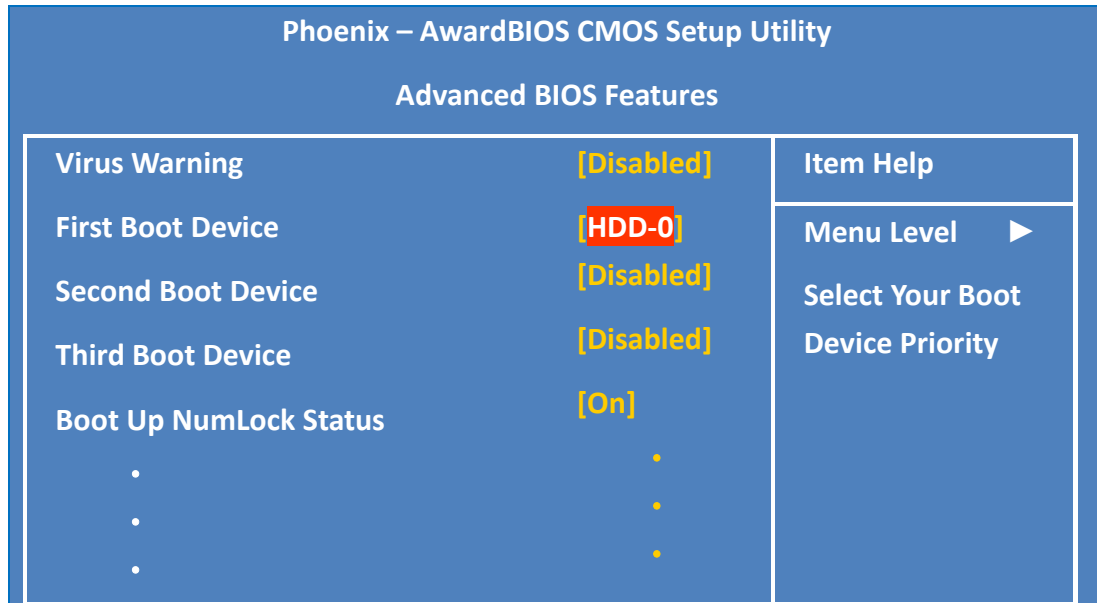 Phoenix – AwardBIOS CMOS Setup Utility
Advanced BIOS Features
Virus Warning [Disabled]
First Boot Device [HDD-0]
Second Boot Device [Disabled]
Third Boot Device [Disabled]
Boot Up NumLock Status [On]
Item Help
Menu Level ►
Select Your Boot
Device Priority